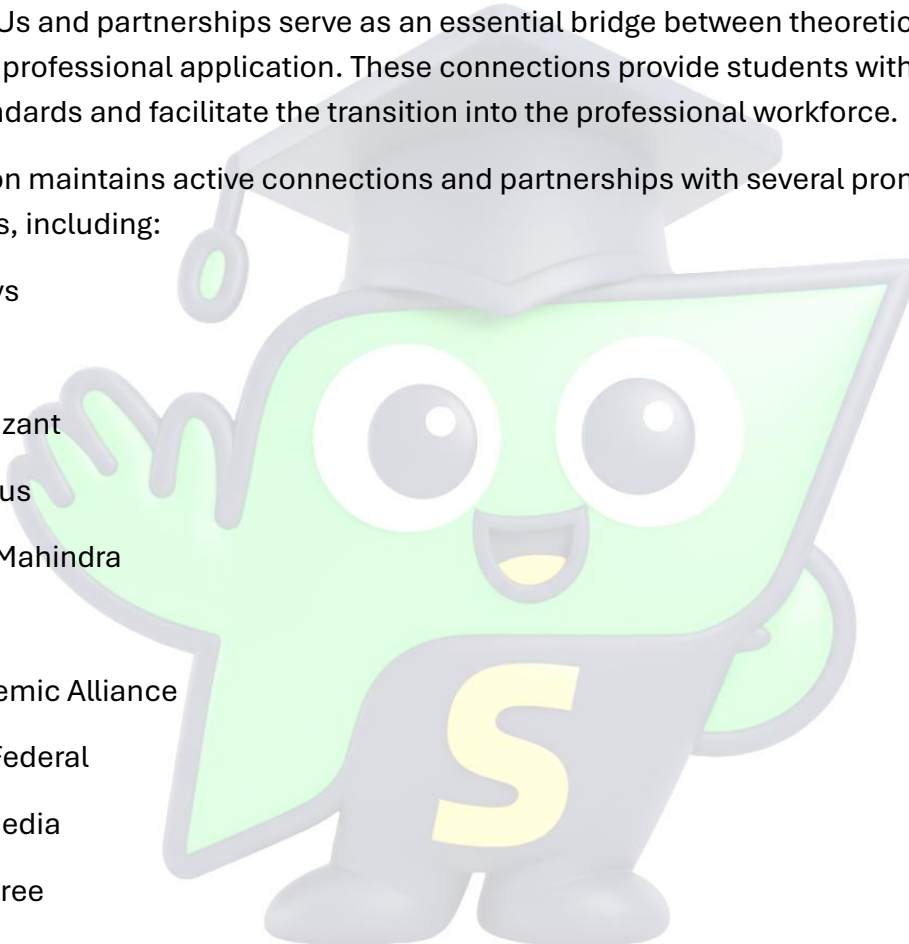 Us and partnerships serve as an essential bridge between theoretic
professional application. These connections provide students with
ndards and facilitate the transition into the professional workforce.
on maintains active connections and partnerships with several pron
s, including:
ys
zant
us
Mahindra
emic Alliance
Federal
edia
ree
S